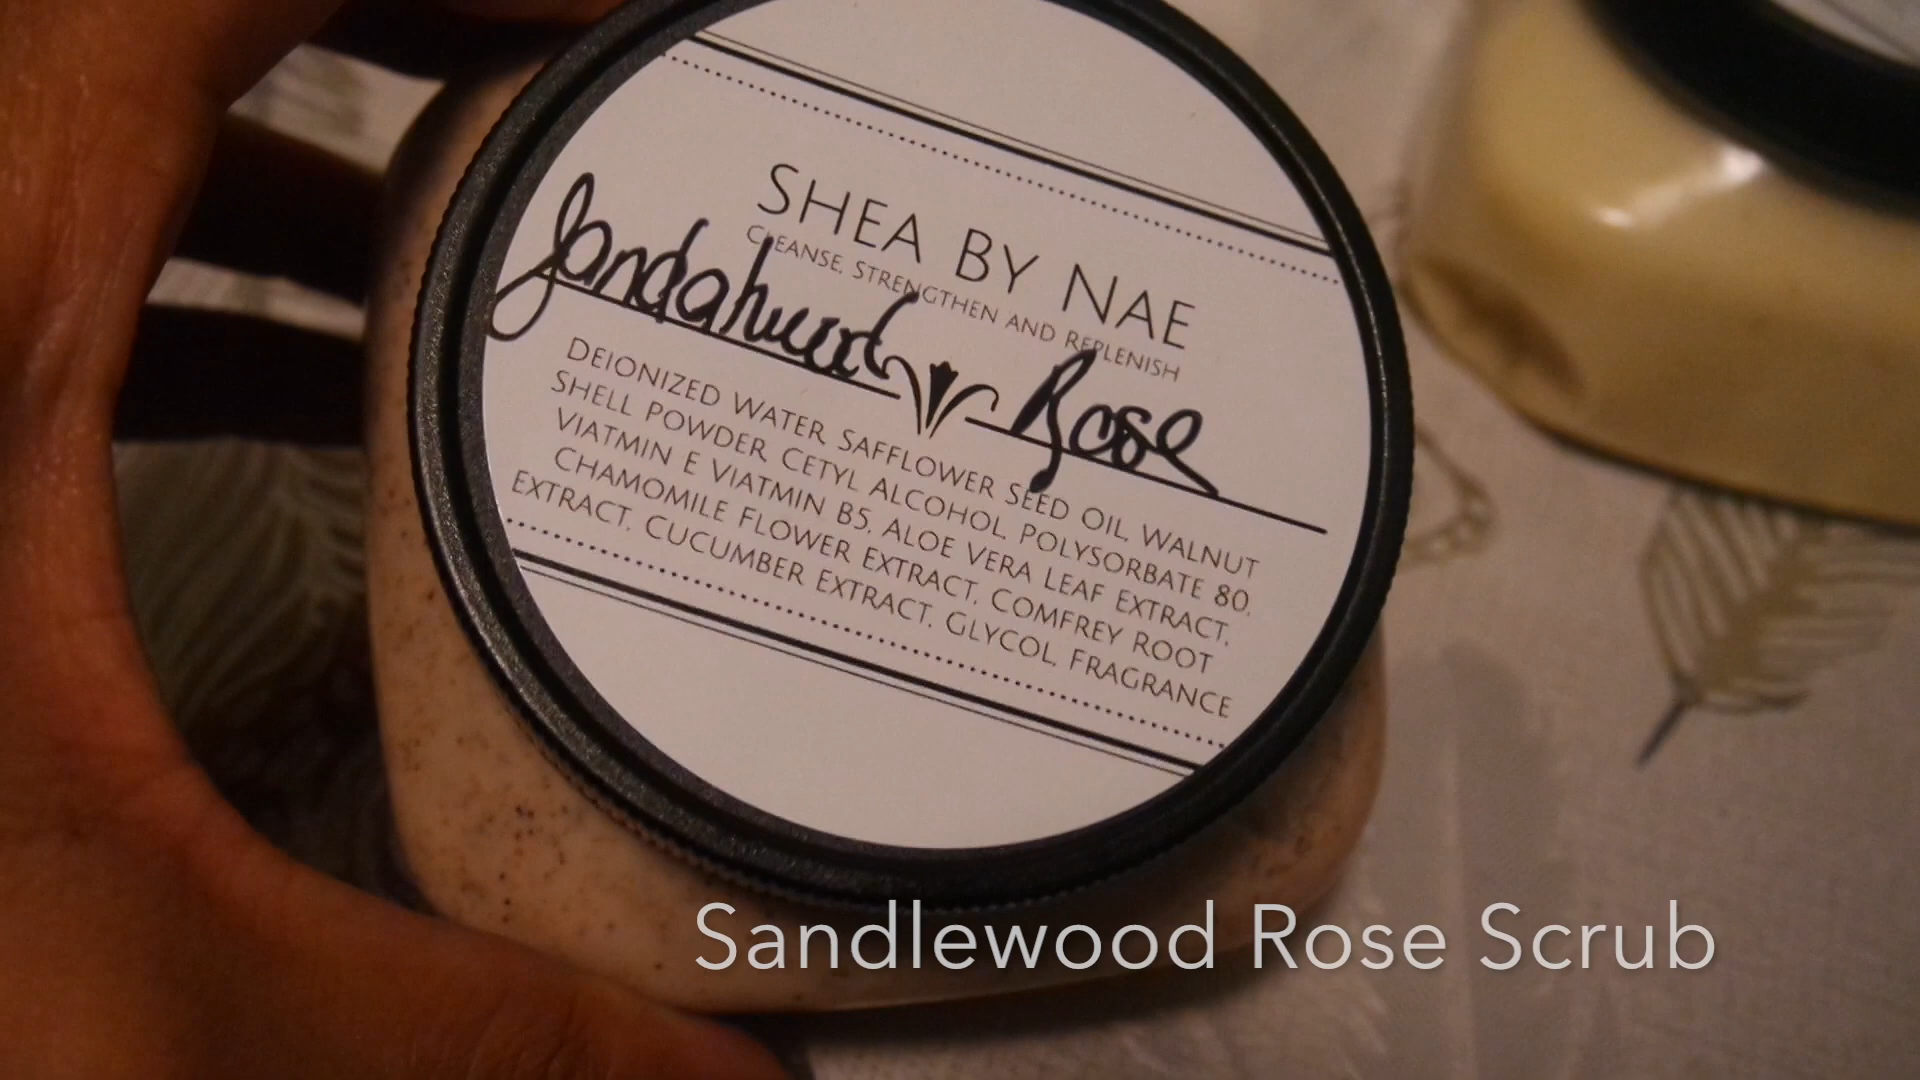 SHEA BY NAE
CLEANSE, STRENGTHEN AND REPLENISH
Sandalwood Rose
DEIONIZED WATER, SAFFLOWER SEED OIL, WALNUT
SHELL POWDER, CETYL ALCOHOL, POLYSORBATE 80,
VIATMIN E VIATMIN B5, ALOE VERA LEAF EXTRACT,
CHAMOMILE FLOWER EXTRACT, COMFREY ROOT
EXTRACT, CUCUMBER EXTRACT, GLYCOL, FRAGRANCE
Sandlewood Rose Scrub